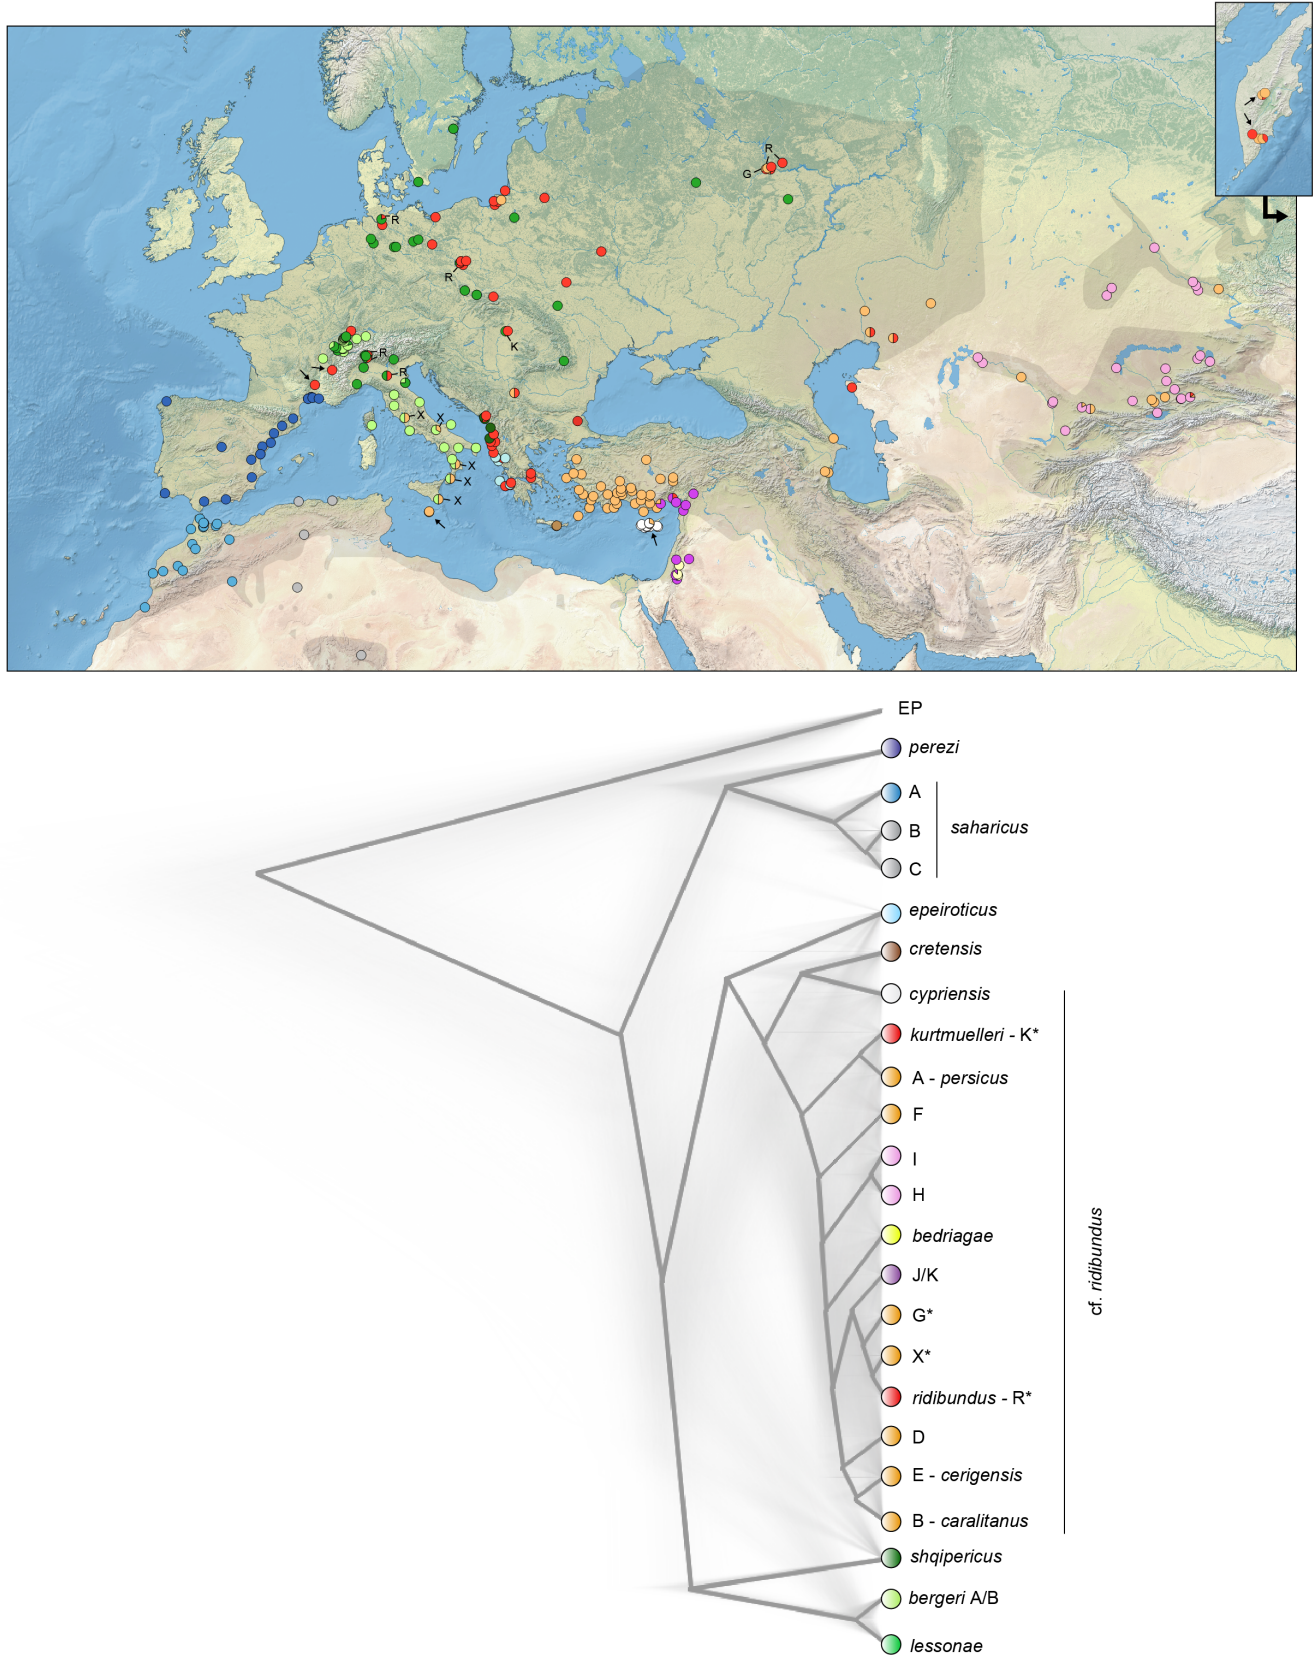 R
G
R
R
K
R
R
X
X
X
X
X
EP
perezi
A
B
saharicus
C
epeiroticus
cretensis
cypriensis
kurtmuelleri - K*
A - persicus
F
I
H
bedriagae
J/K
G*
cf. ridibundus
X*
ridibundus - R*
D
E - cerigensis
B - caralitanus
shqipericus
bergeri A/B
lessonae